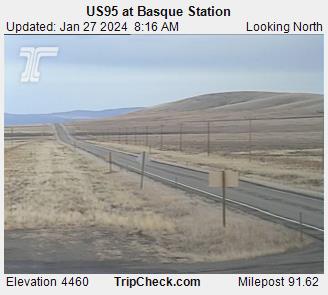 US95 at Basque Station
Updated: Jan 27 2024 8:16 AM Looking North
Elevation 4460 TripCheck.com Milepost 91.62